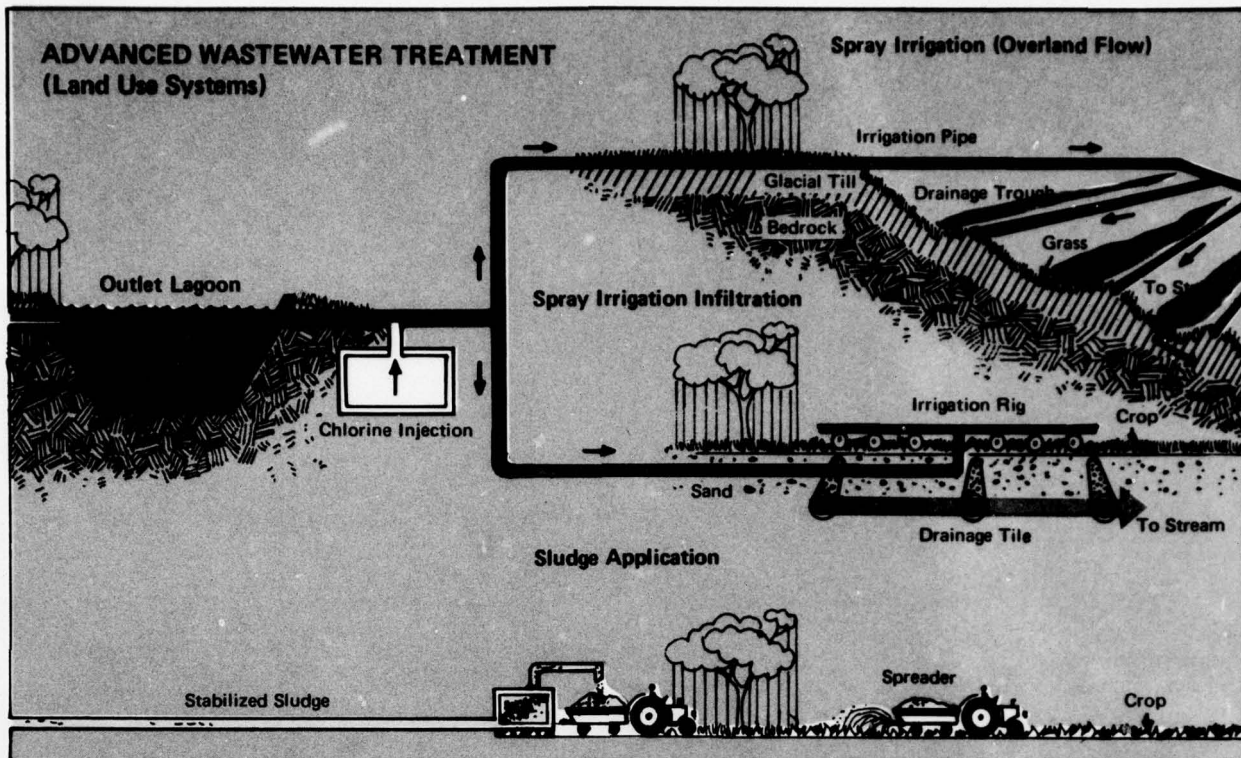 ADVANCED WASTEWATER TREATMENT
(Land Use Systems)
Spray Irrigation (Overland Flow)
Irrigation Pipe
Glacial Till
Drainage Trough
Bedrock
Grass
To
Outlet Lagoon
Spray Irrigation Infiltration
Chlorine Injection
Irrigation Rig
Crop
Sand
Drainage Tile
To Stream
Sludge Application
Stabilized Sludge
Spreader
Crop